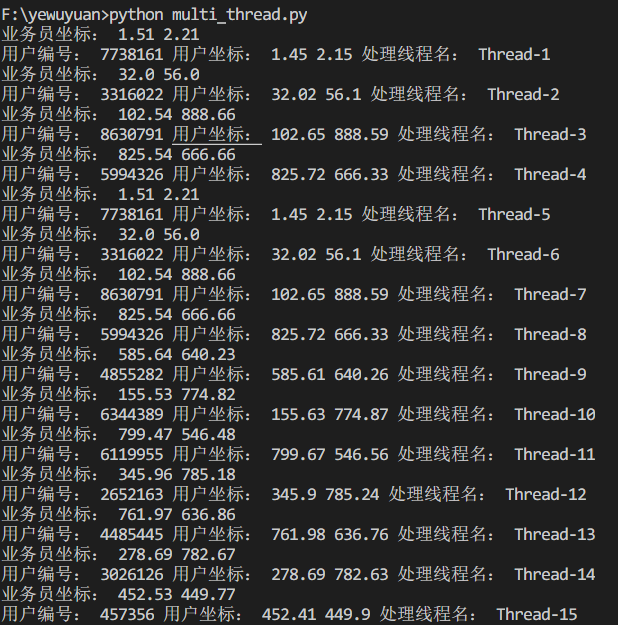 F:\yewuyuan>python multi_thread.py
业务员坐标： 1.51 2.21
用户编号： 7738161 用户坐标： 1.45 2.15 处理线程名： Thread-1
业务员坐标： 32.0 56.0
用户编号： 3316022 用户坐标： 32.02 56.1 处理线程名： Thread-2
业务员坐标： 102.54 888.66
用户编号： 8630791 用户坐标： 102.65 888.59 处理线程名： Thread-3
业务员坐标： 825.54 666.66
用户编号： 5994326 用户坐标： 825.72 666.33 处理线程名： Thread-4
业务员坐标： 1.51 2.21
用户编号： 7738161 用户坐标： 1.45 2.15 处理线程名： Thread-5
业务员坐标： 32.0 56.0
用户编号： 3316022 用户坐标： 32.02 56.1 处理线程名： Thread-6
业务员坐标： 102.54 888.66
用户编号： 8630791 用户坐标： 102.65 888.59 处理线程名： Thread-7
业务员坐标： 825.54 666.66
用户编号： 5994326 用户坐标： 825.72 666.33 处理线程名： Thread-8
业务员坐标： 585.64 640.23
用户编号： 4855282 用户坐标： 585.61 640.26 处理线程名： Thread-9
业务员坐标： 155.53 774.82
用户编号： 6344389 用户坐标： 155.63 774.87 处理线程名： Thread-10
业务员坐标： 799.47 546.48
用户编号： 6119955 用户坐标： 799.67 546.56 处理线程名： Thread-11
业务员坐标： 345.96 785.18
用户编号： 2652163 用户坐标： 345.9 785.24 处理线程名： Thread-12
业务员坐标： 761.97 636.86
用户编号： 4485445 用户坐标： 761.98 636.76 处理线程名： Thread-13
业务员坐标： 278.69 782.67
用户编号： 3026126 用户坐标： 278.69 782.63 处理线程名： Thread-14
业务员坐标： 452.53 449.77
用户编号： 457356 用户坐标： 452.41 449.9 处理线程名： Thread-15